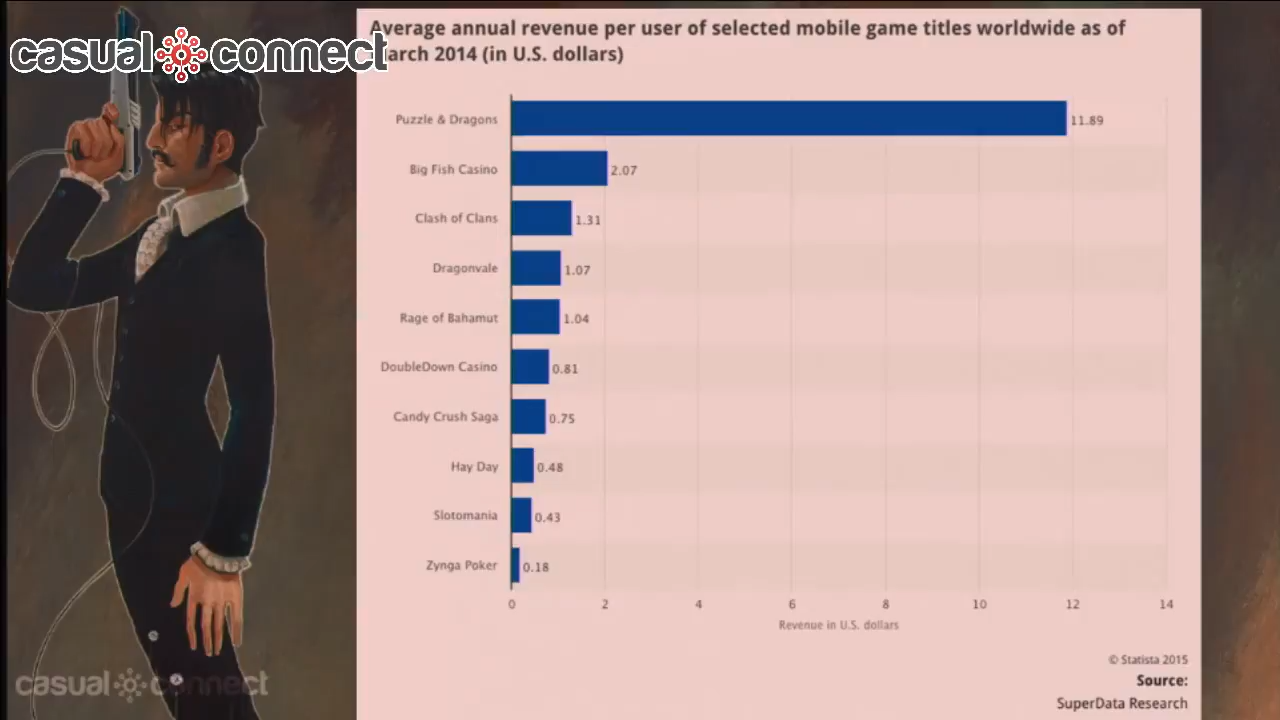 casual connect
Average annual revenue per user of selected mobile game titles worldwide as of
arch 2014 (in U.S. dollars)
Puzzle & Dragons 11.89
Big Fish Casino 2.07
Clash of Clans 1.31
Dragonvale 1.07
Rage of Bahamut 1.04
DoubleDown Casino 0.81
Candy Crush Saga 0.75
Hay Day 0.48
Slotomania 0.43
Zynga Poker 0.18
0 2 4 6 8 10 12 14
Revenue in U.S. dollars
© Statista 2015
Source:
SuperData Research
casual connect